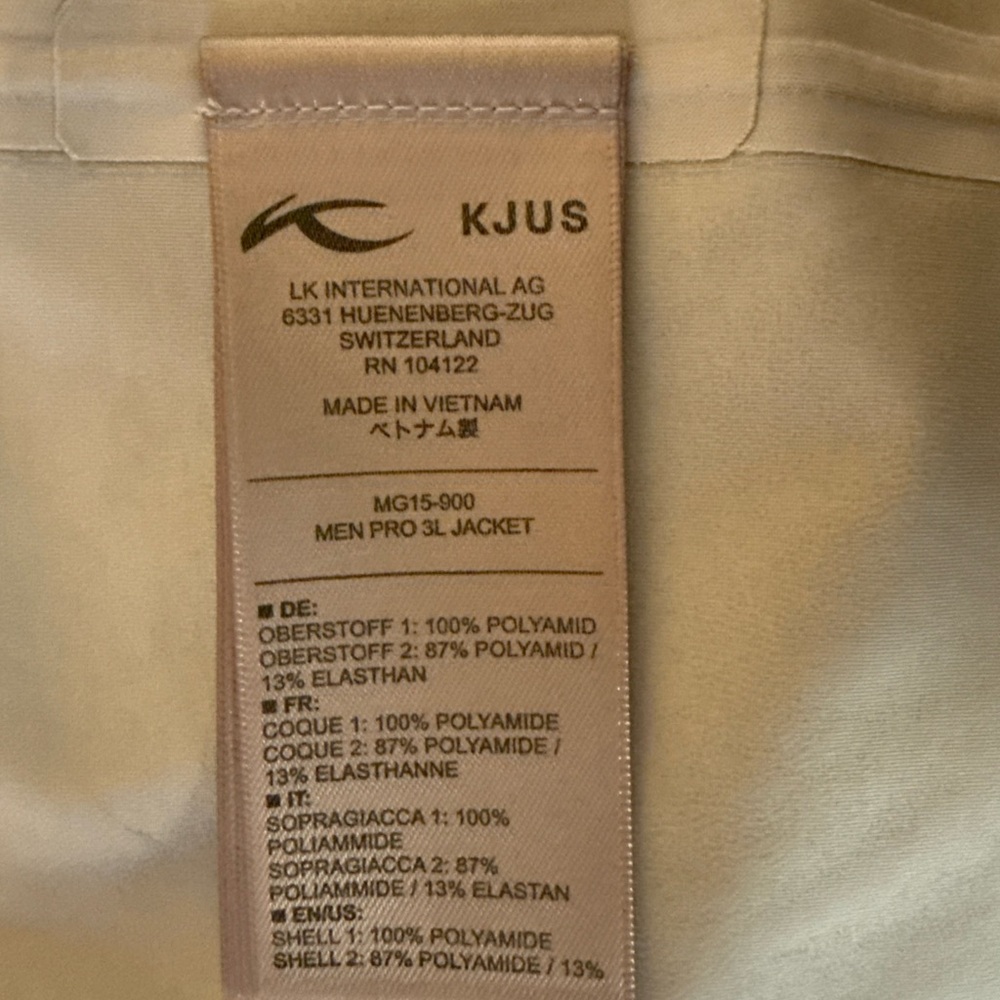 KJUS
LK INTERNATIONAL AG
6331 HUENENBERG-ZUG
SWITZERLAND
RN 104122
MADE IN VIETNAM
ベトナム製
MG15-900
MEN PRO 3L JACKET
■ DE:
OBERSTOFF 1: 100% POLYAMID
OBERSTOFF 2: 87% POLYAMID /
13% ELASTHAN
■ FR:
COQUE 1: 100% POLYAMIDE
COQUE 2: 87% POLYAMIDE /
13% ELASTHANNE
■ IT:
SOPRAGIACCA 1: 100%
POLIAMMIDE
SOPRAGIACCA 2: 87%
POLIAMMIDE / 13% ELASTAN
■ EN/US:
SHELL 1: 100% POLYAMIDE
SHELL 2: 87% POLYAMIDE / 13%